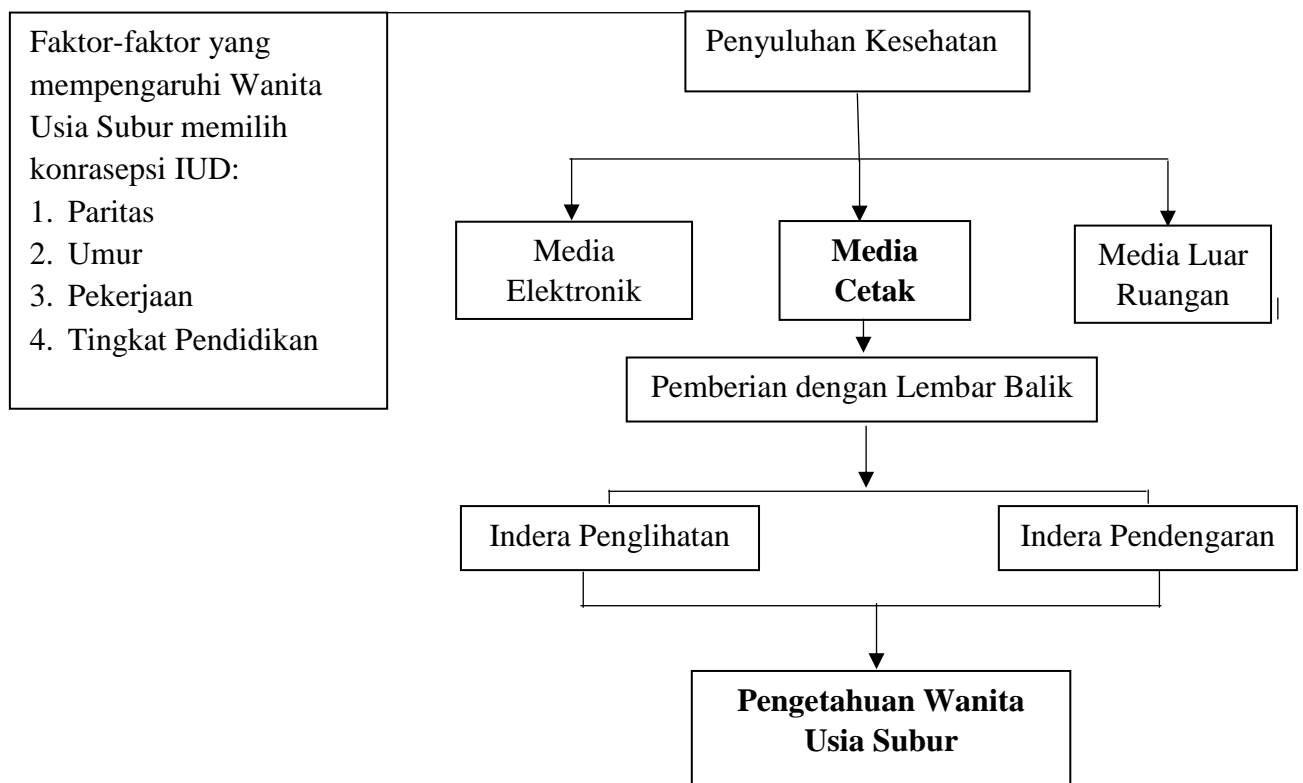 Faktor-faktor yang
mempengaruhi Wanita
Usia Subur memilih
konrasepsi IUD:
1. Paritas
2. Umur
3. Pekerjaan
4. Tingkat Pendidikan
Penyuluhan Kesehatan
Media
Elektronik
Media
Cetak
Media Luar
Ruangan
Pemberian dengan Lembar Balik
Indera Penglihatan
Indera Pendengaran
Pengetahuan Wanita
Usia Subur